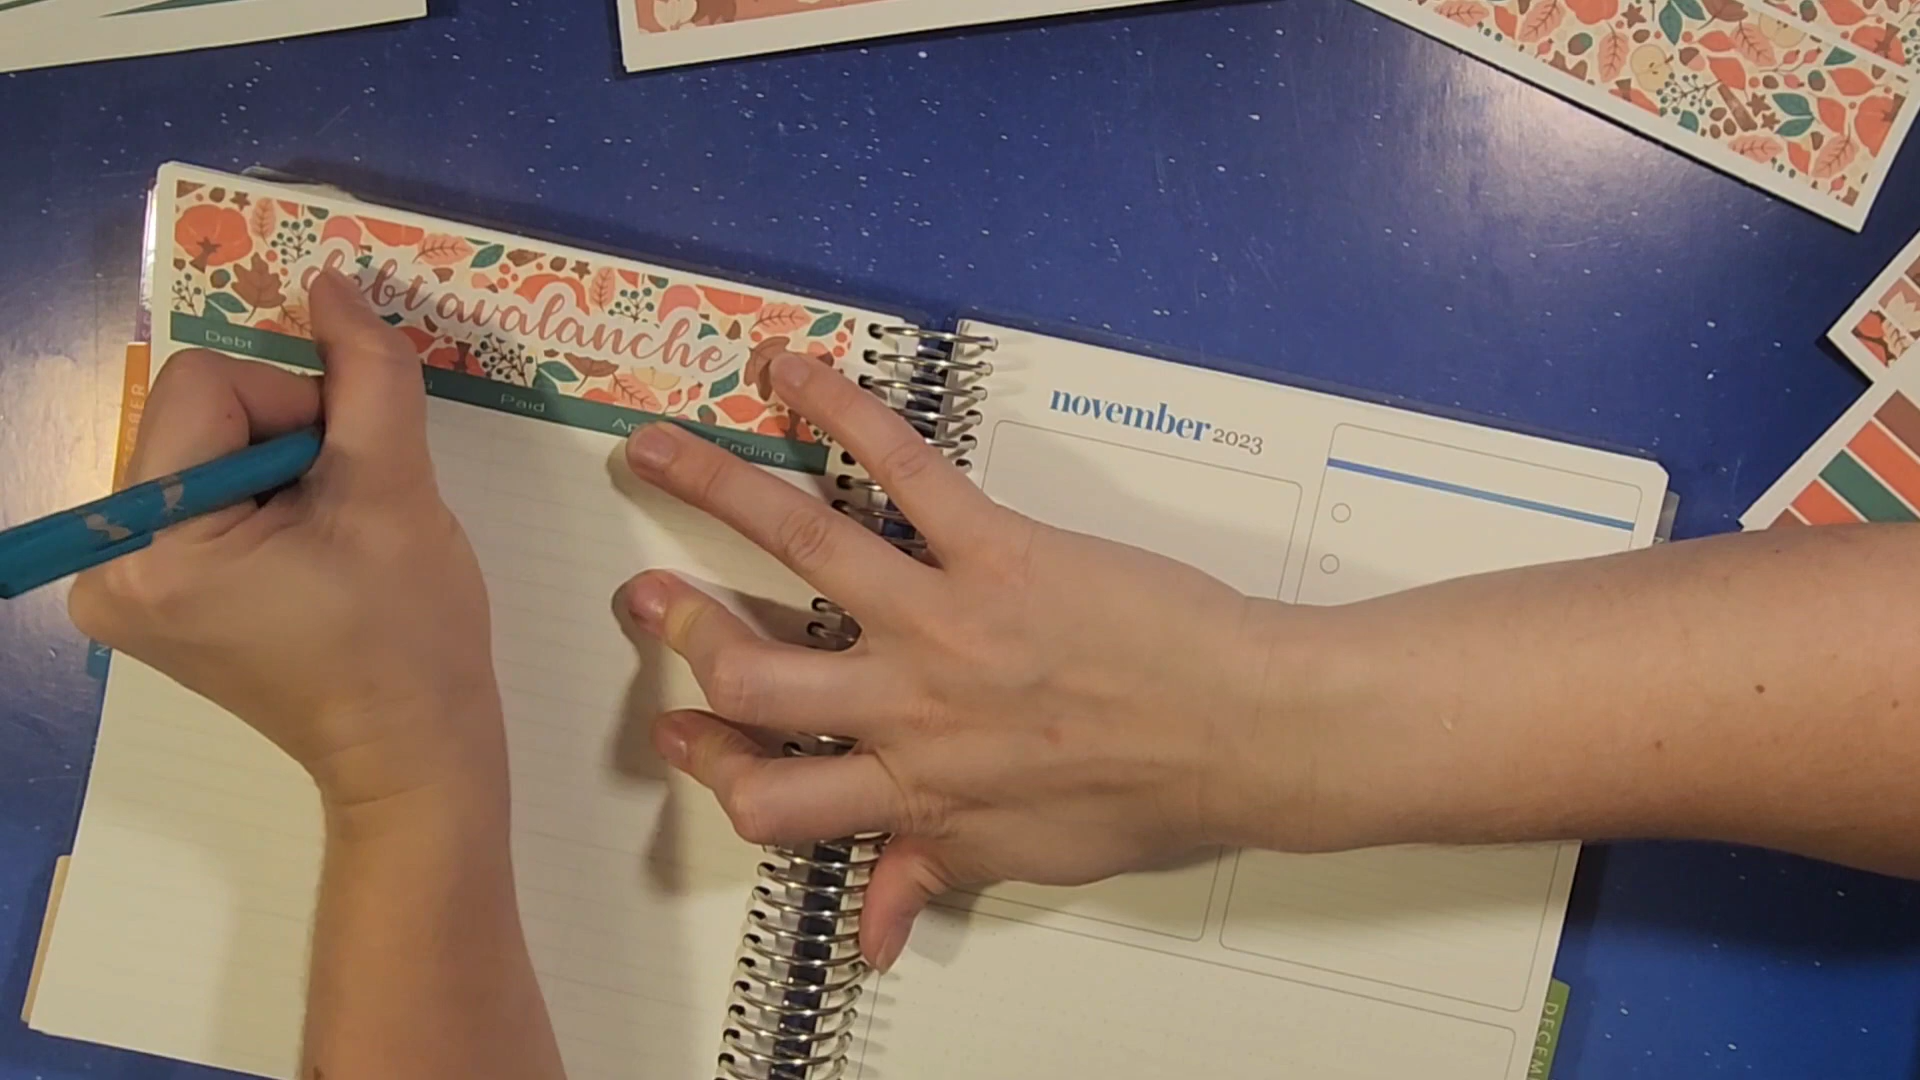 debt avalanche
Debt
Paid
Ending
november 2023